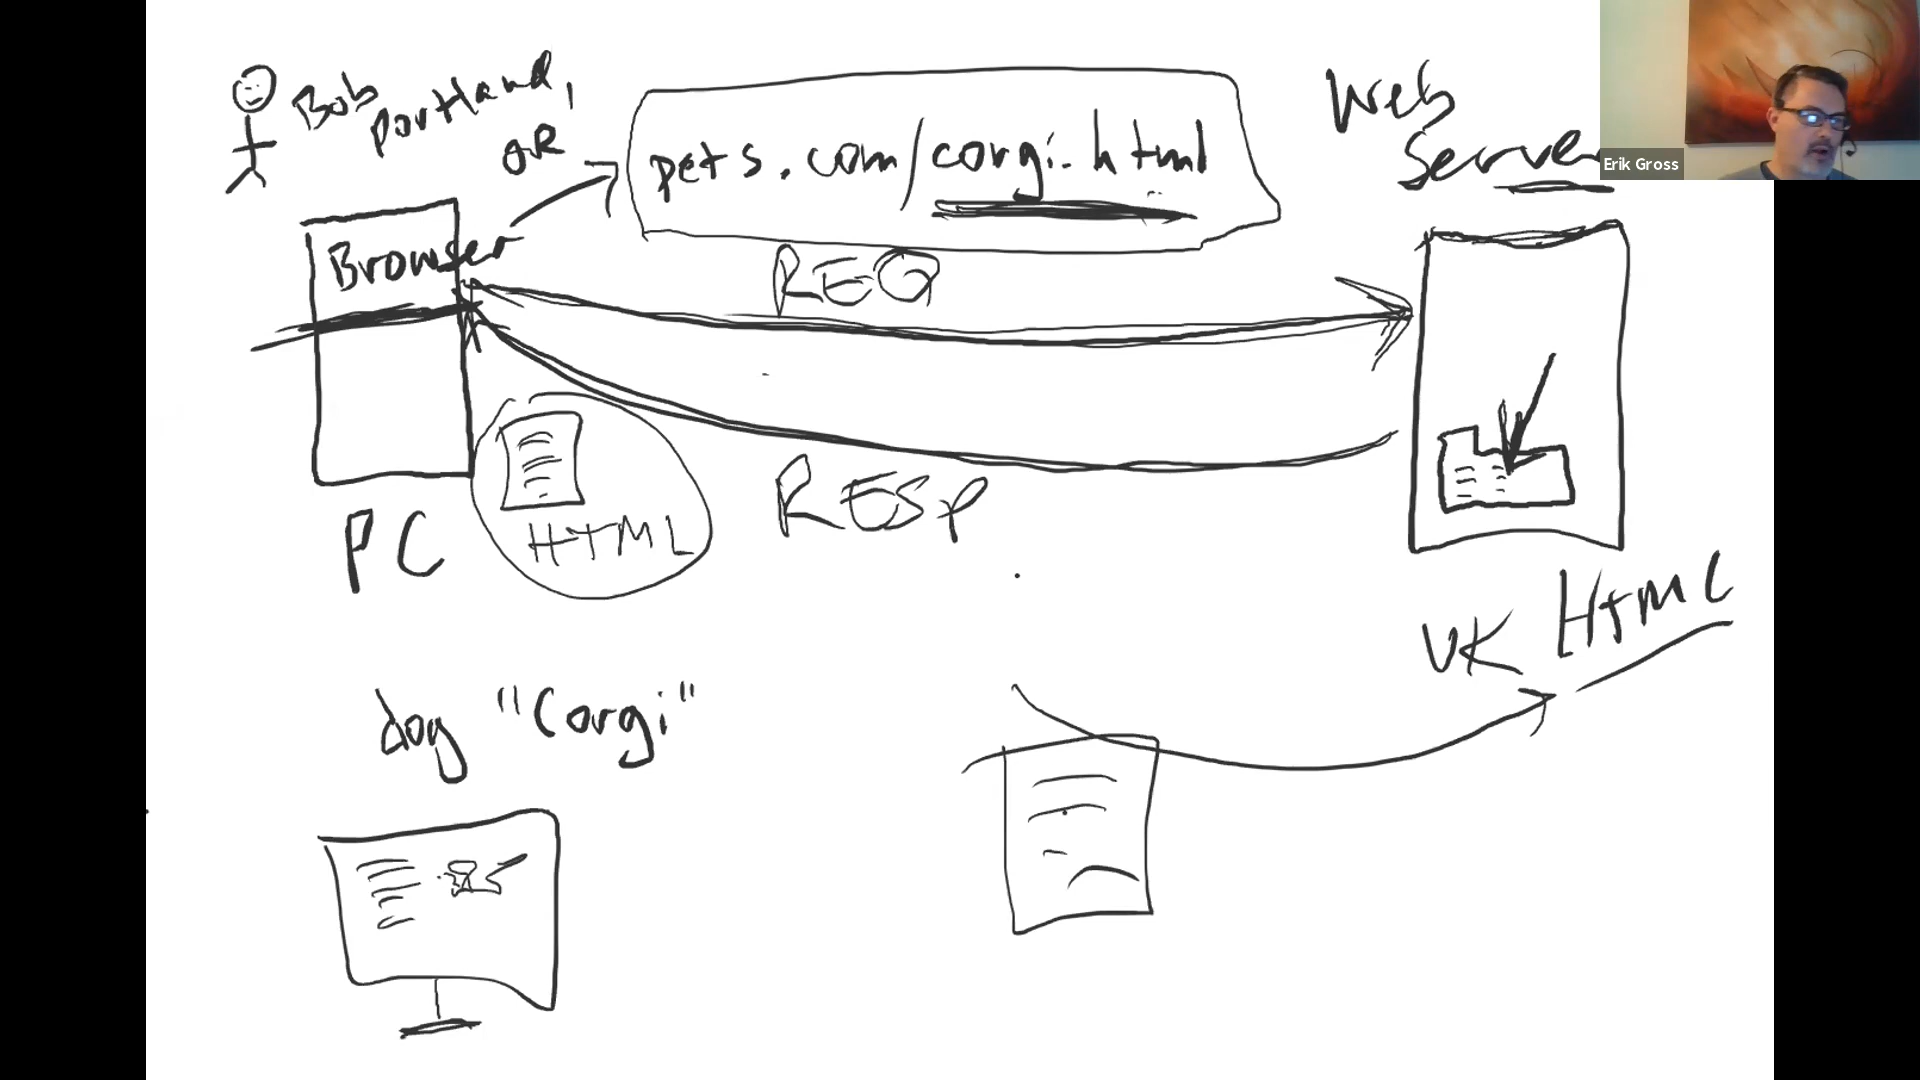 Bob
Portland,
OR
pets.com/corgi.html
Web
Server
Erik Gross
Browser
REQ
RESP
HTML
PC
UK HTML
dog "Corgi"